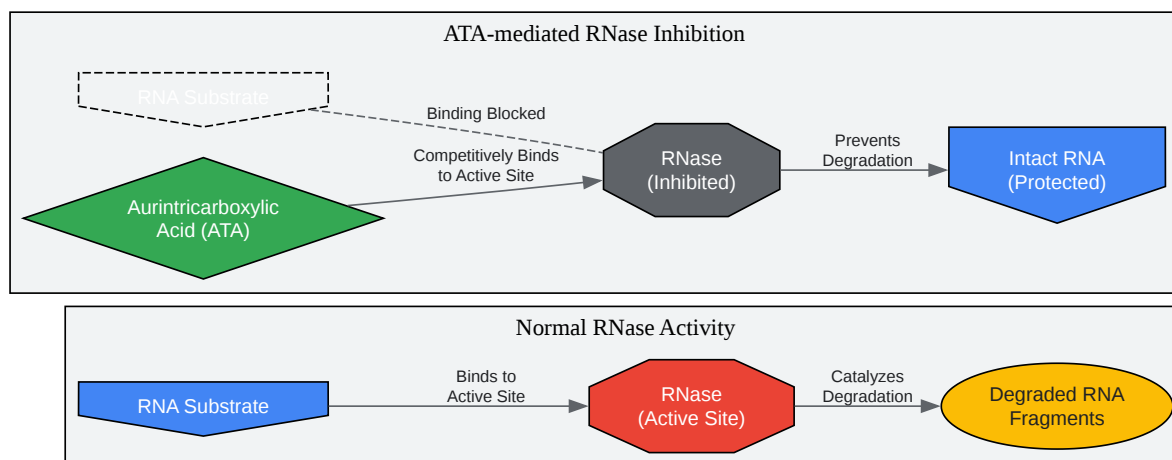 ATA-mediated RNase Inhibition
RNA Substrate
Binding Blocked
Competitively Binds
to Active Site
Aurintricarboxylic
Acid (ATA)
RNase
(Inhibited)
Prevents
Degradation
Intact RNA
(Protected)
Normal RNase Activity
RNA Substrate
Binds to
Active Site
RNase
(Active Site)
Catalyzes
Degradation
Degraded RNA
Fragments